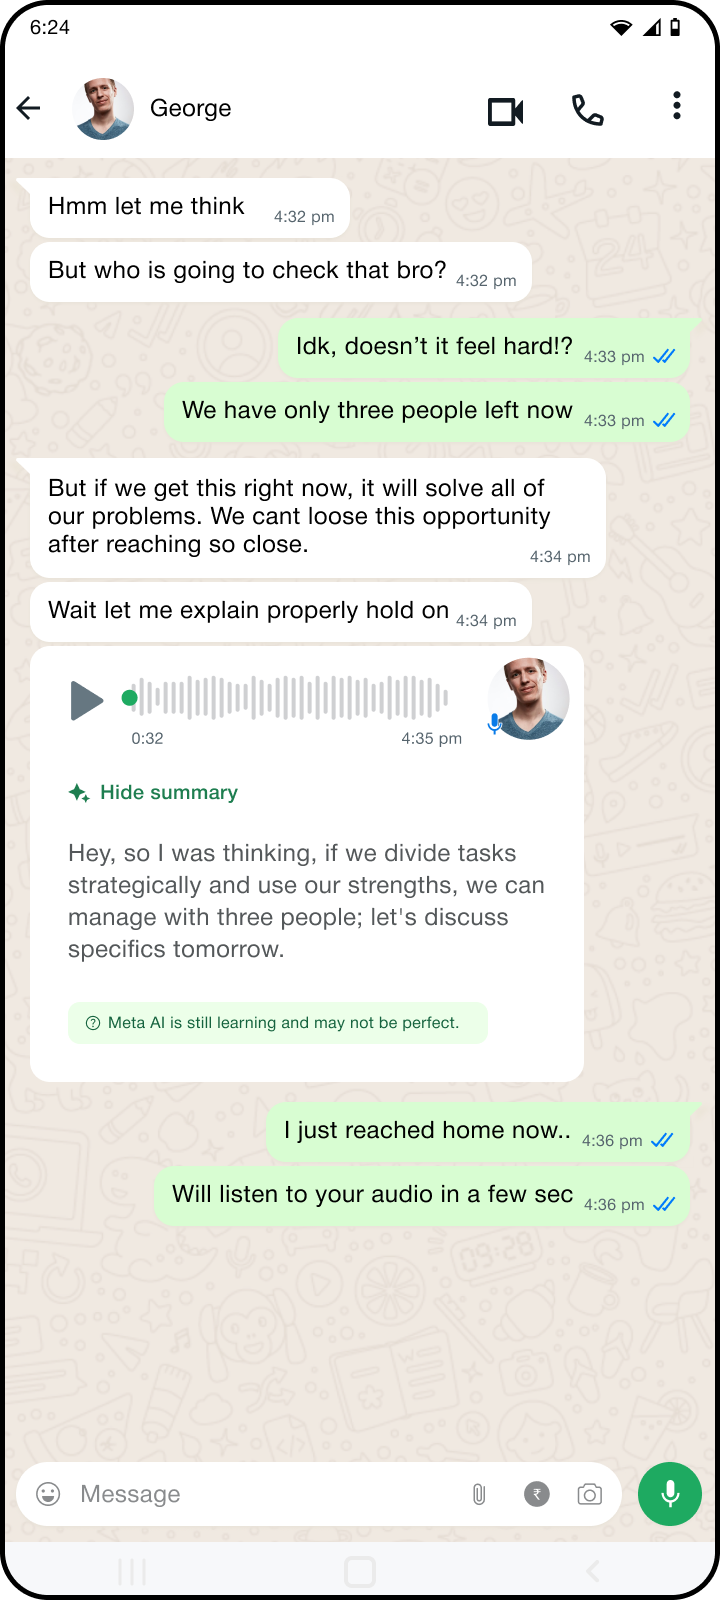 6:24
George
Hmm let me think
4:32 pm
But who is going to check that bro?
4:32 pm
Idk, doesn’t it feel hard!?
4:33 pm
We have only three people left now
4:33 pm
But if we get this right now, it will solve all of
our problems. We cant loose this opportunity
after reaching so close.
4:34 pm
Wait let me explain properly hold on
4:34 pm
0:32
4:35 pm
Hide summary
Hey, so I was thinking, if we divide tasks
strategically and use our strengths, we can
manage with three people; let's discuss
specifics tomorrow.
Meta AI is still learning and may not be perfect.
I just reached home now..
4:36 pm
Will listen to your audio in a few sec
4:36 pm
09:28
Message
₹